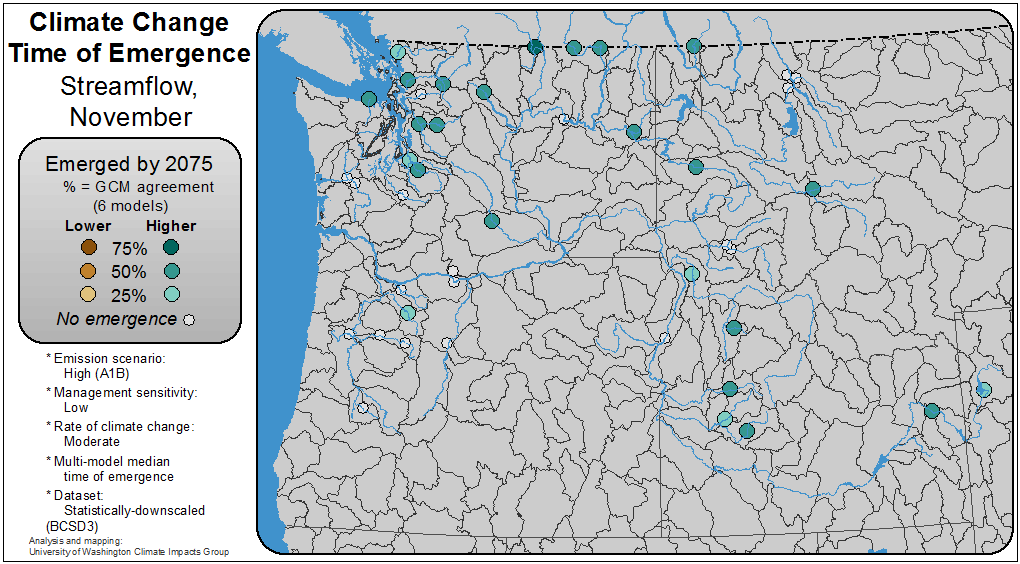 Climate Change
Time of Emergence
Streamflow,
November
Emerged by 2075
% = GCM agreement
(6 models)
Lower Higher
75%
50%
25%
No emergence
* Emission scenario:
High (A1B)
* Management sensitivity:
Low
* Rate of climate change:
Moderate
* Multi-model median
time of emergence
* Dataset:
Statistically-downscaled
(BCSD3)
Analysis and mapping:
University of Washington Climate Impacts Group